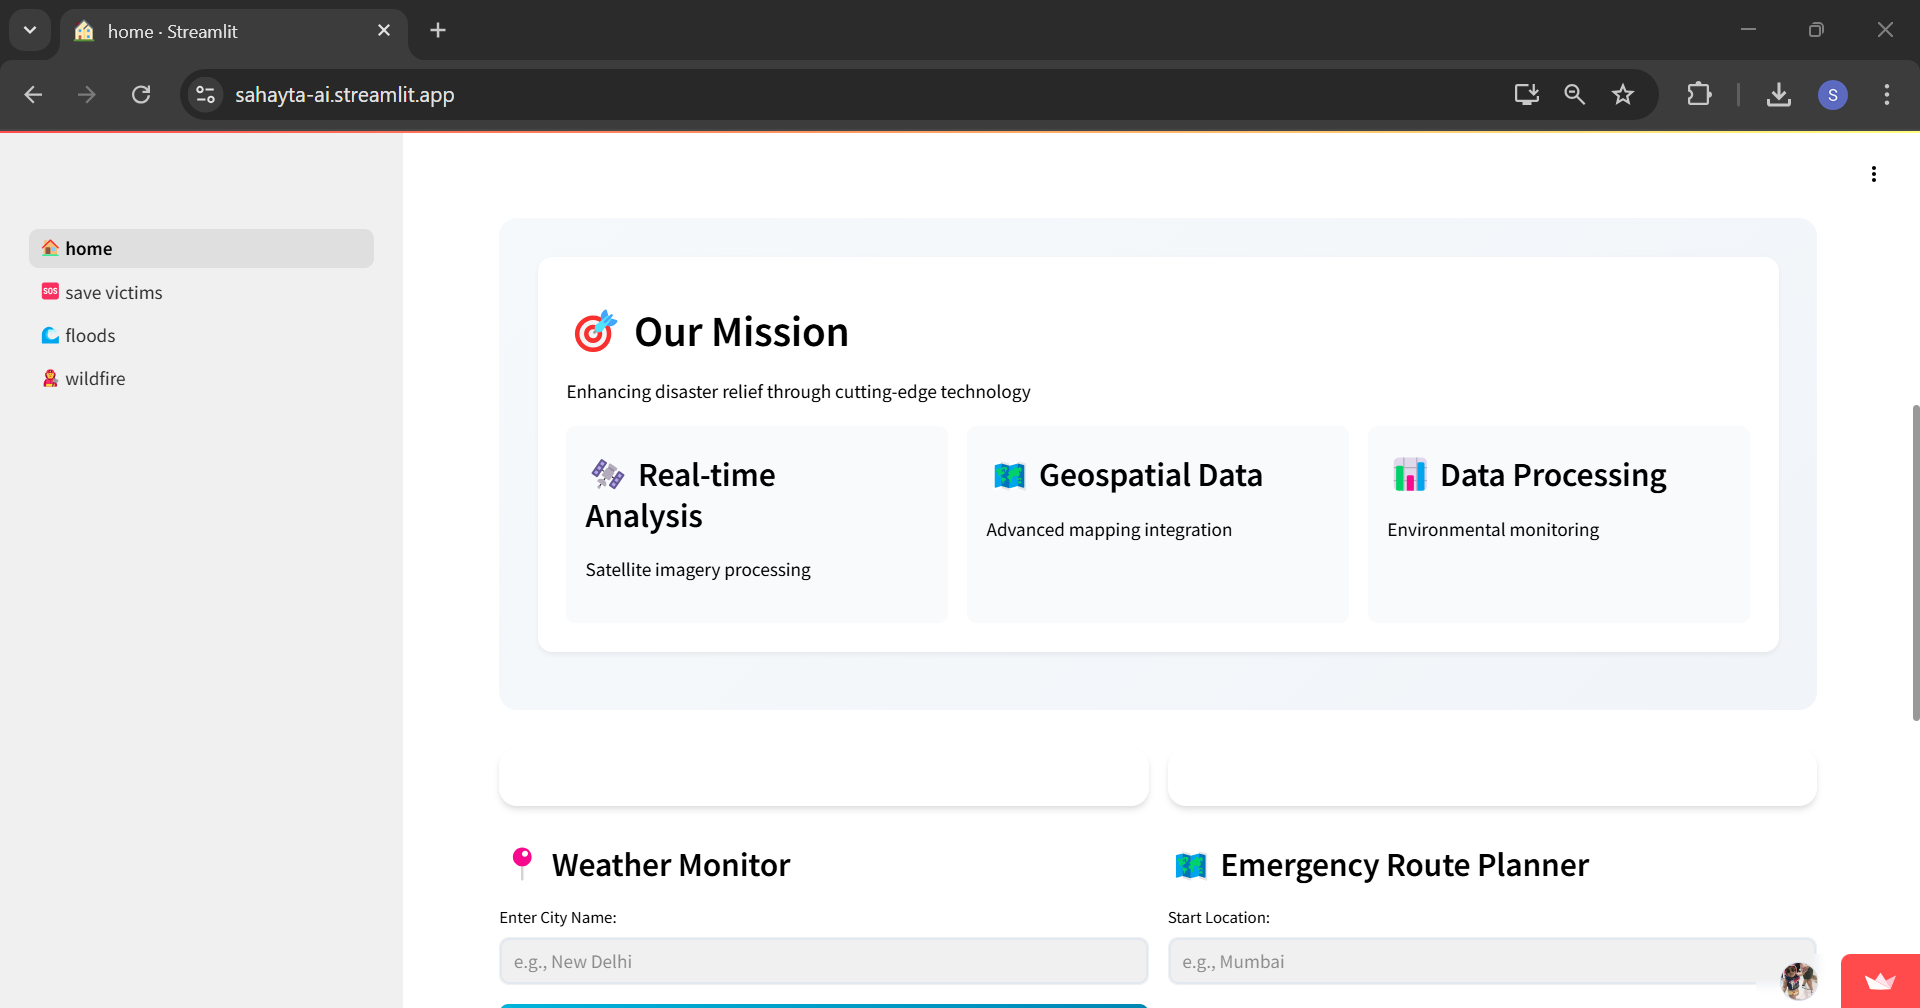 home · Streamlit
sahayta-ai.streamlit.app
S
home
SOS save victims
floods
wildfire
Our Mission
Enhancing disaster relief through cutting-edge technology
Real-time
Analysis
Satellite imagery processing
Geospatial Data
Advanced mapping integration
Data Processing
Environmental monitoring
Weather Monitor
Enter City Name:
e.g., New Delhi
Emergency Route Planner
Start Location:
e.g., Mumbai